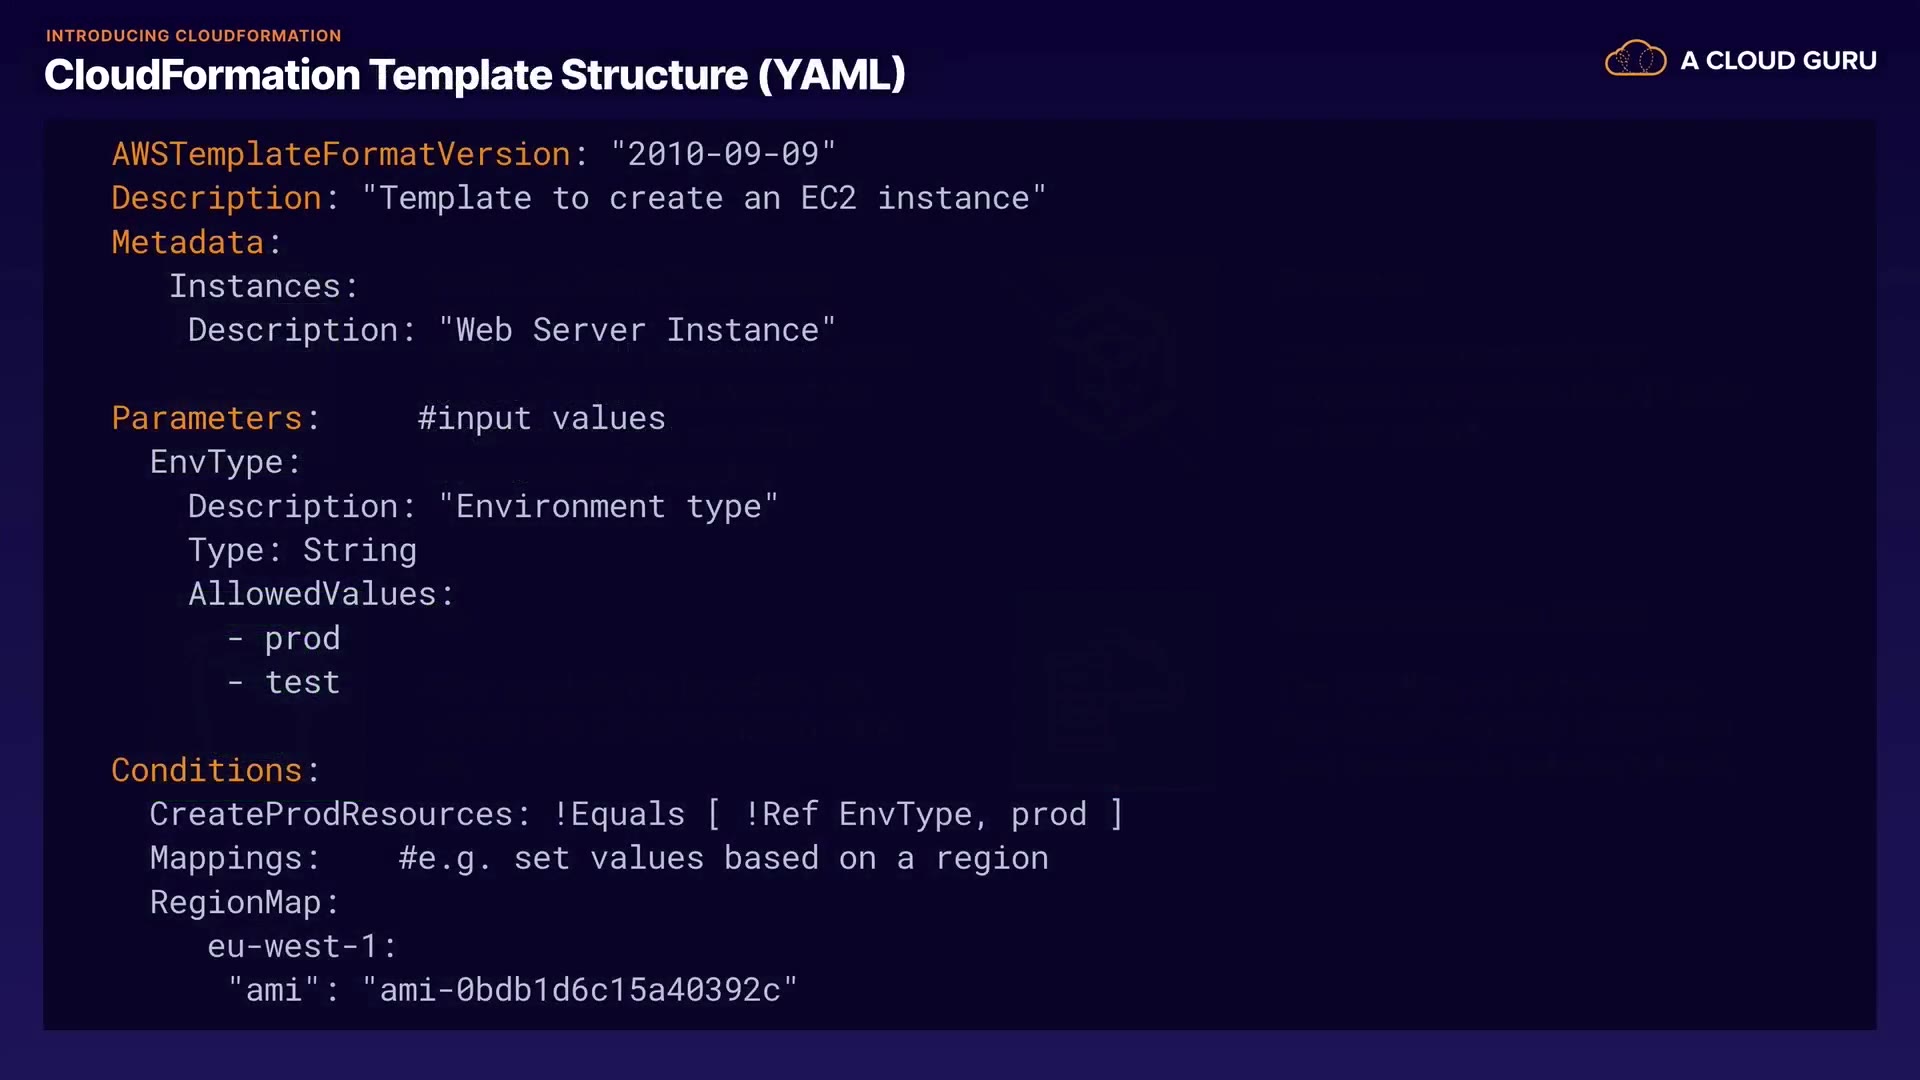 INTRODUCING CLOUDFORMATION
CloudFormation Template Structure (YAML)
A CLOUD GURU
AWSTemplateFormatVersion: "2010-09-09"
Description: "Template to create an EC2 instance"
Metadata:
Instances:
Description: "Web Server Instance"
Parameters: #input values
EnvType:
Description: "Environment type"
Type: String
AllowedValues:
- prod
- test
Conditions:
CreateProdResources: !Equals [ !Ref EnvType, prod ]
Mappings: #e.g. set values based on a region
RegionMap:
eu-west-1:
"ami": "ami-0bdb1d6c15a40392c"